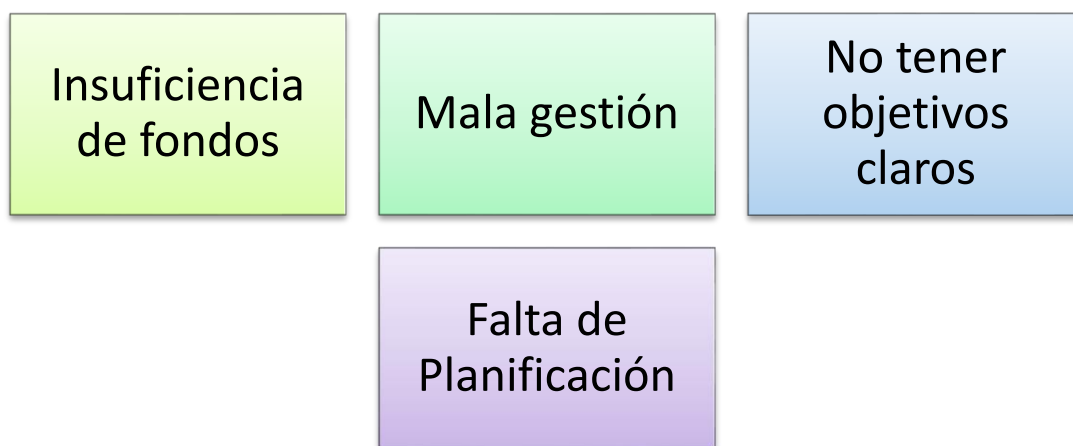 Insuficiencia
de fondos
Mala gestión
No tener
objetivos
claros
Falta de
Planificación